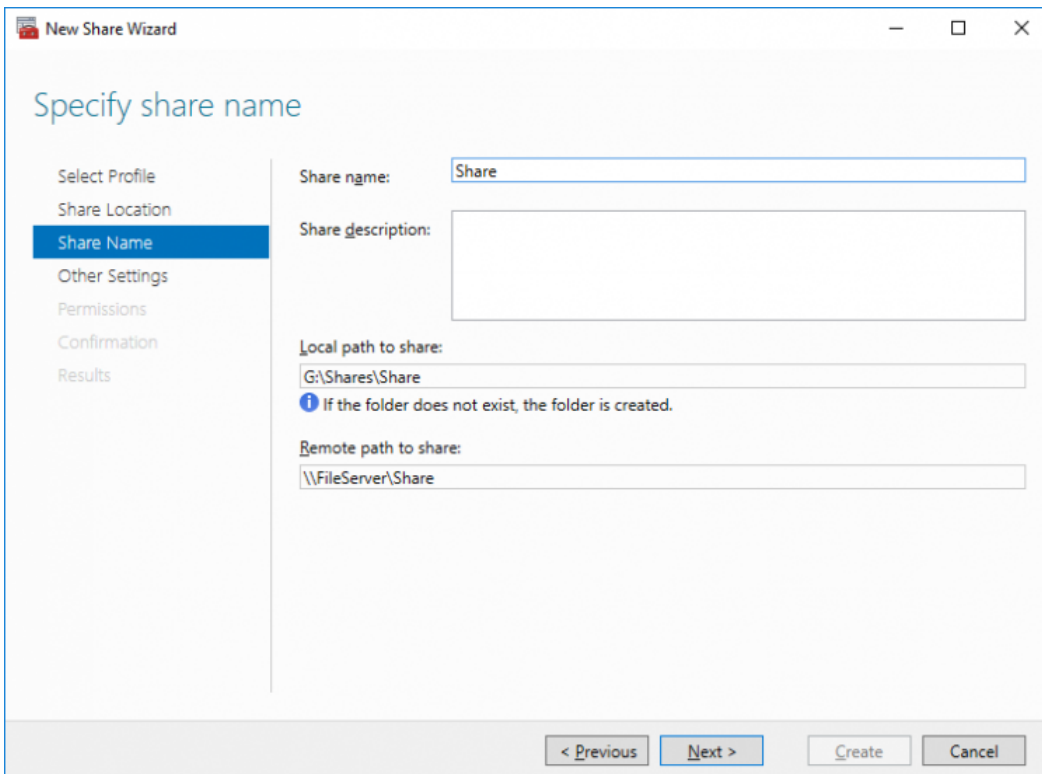 New Share Wizard
Specify share name
Select Profile
Share Location
Share Name
Other Settings
Permissions
Confirmation
Results
Share name:
Share
Share description:
Local path to share:
G:\Shares\Share
If the folder does not exist, the folder is created.
Remote path to share:
\\FileServer\Share
< Previous
Next >
Create
Cancel